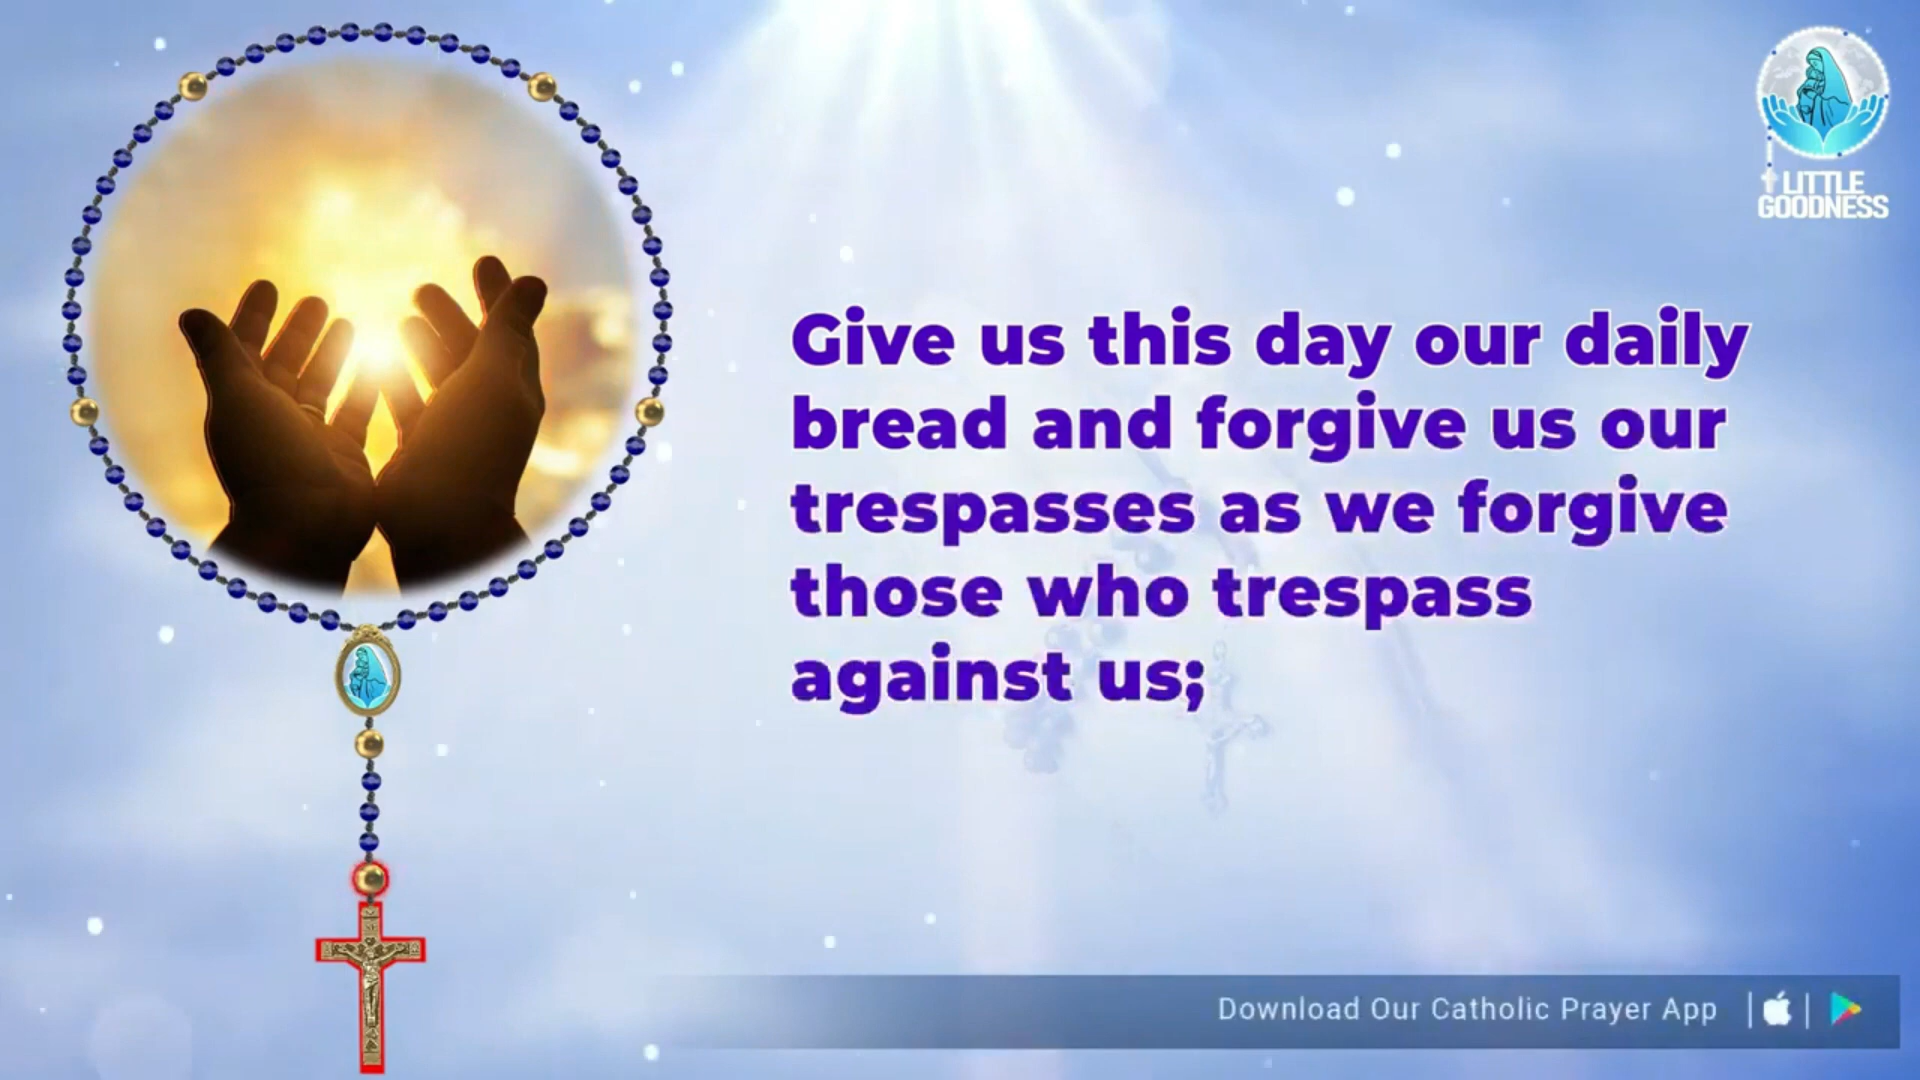 LITTLE
GOODNESS
Give us this day our daily
bread and forgive us our
trespasses as we forgive
those who trespass
against us;
Download Our Catholic Prayer App